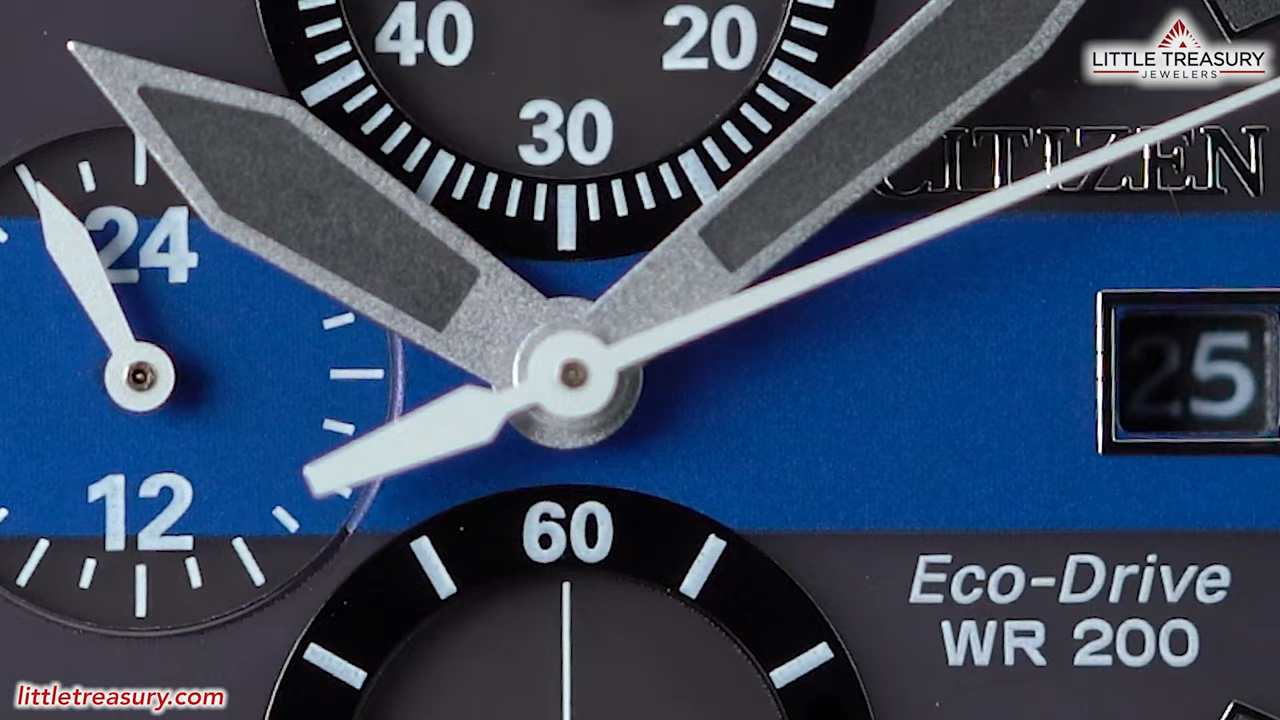 40 20
30
LITTLE TREASURY
JEWELERS
CITIZEN
24
25
12
60
Eco-Drive
WR 200
littletreasury.com